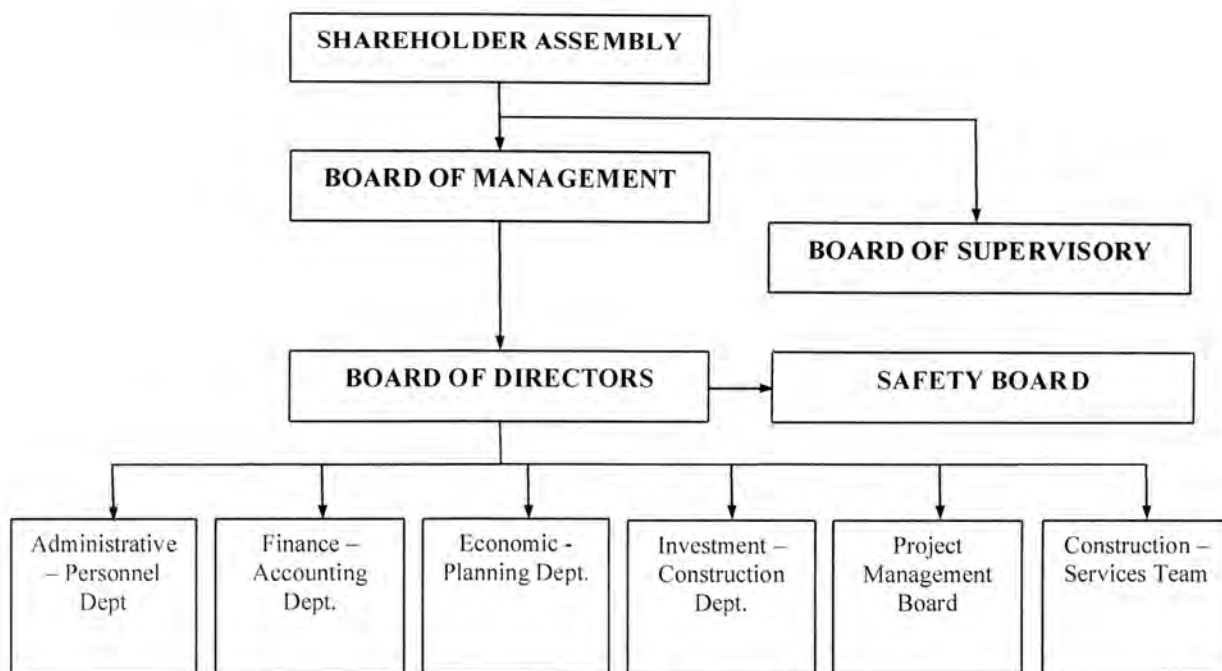 SHAREHOLDER ASSEMBLY
BOARD OF MANAGEMENT
BOARD OF SUPERVISORY
BOARD OF DIRECTORS
SAFETY BOARD
Administrative
– Personnel
Dept
Finance –
Accounting
Dept.
Economic -
Planning Dept.
Investment –
Construction
Dept.
Project
Management
Board
Construction –
Services Team